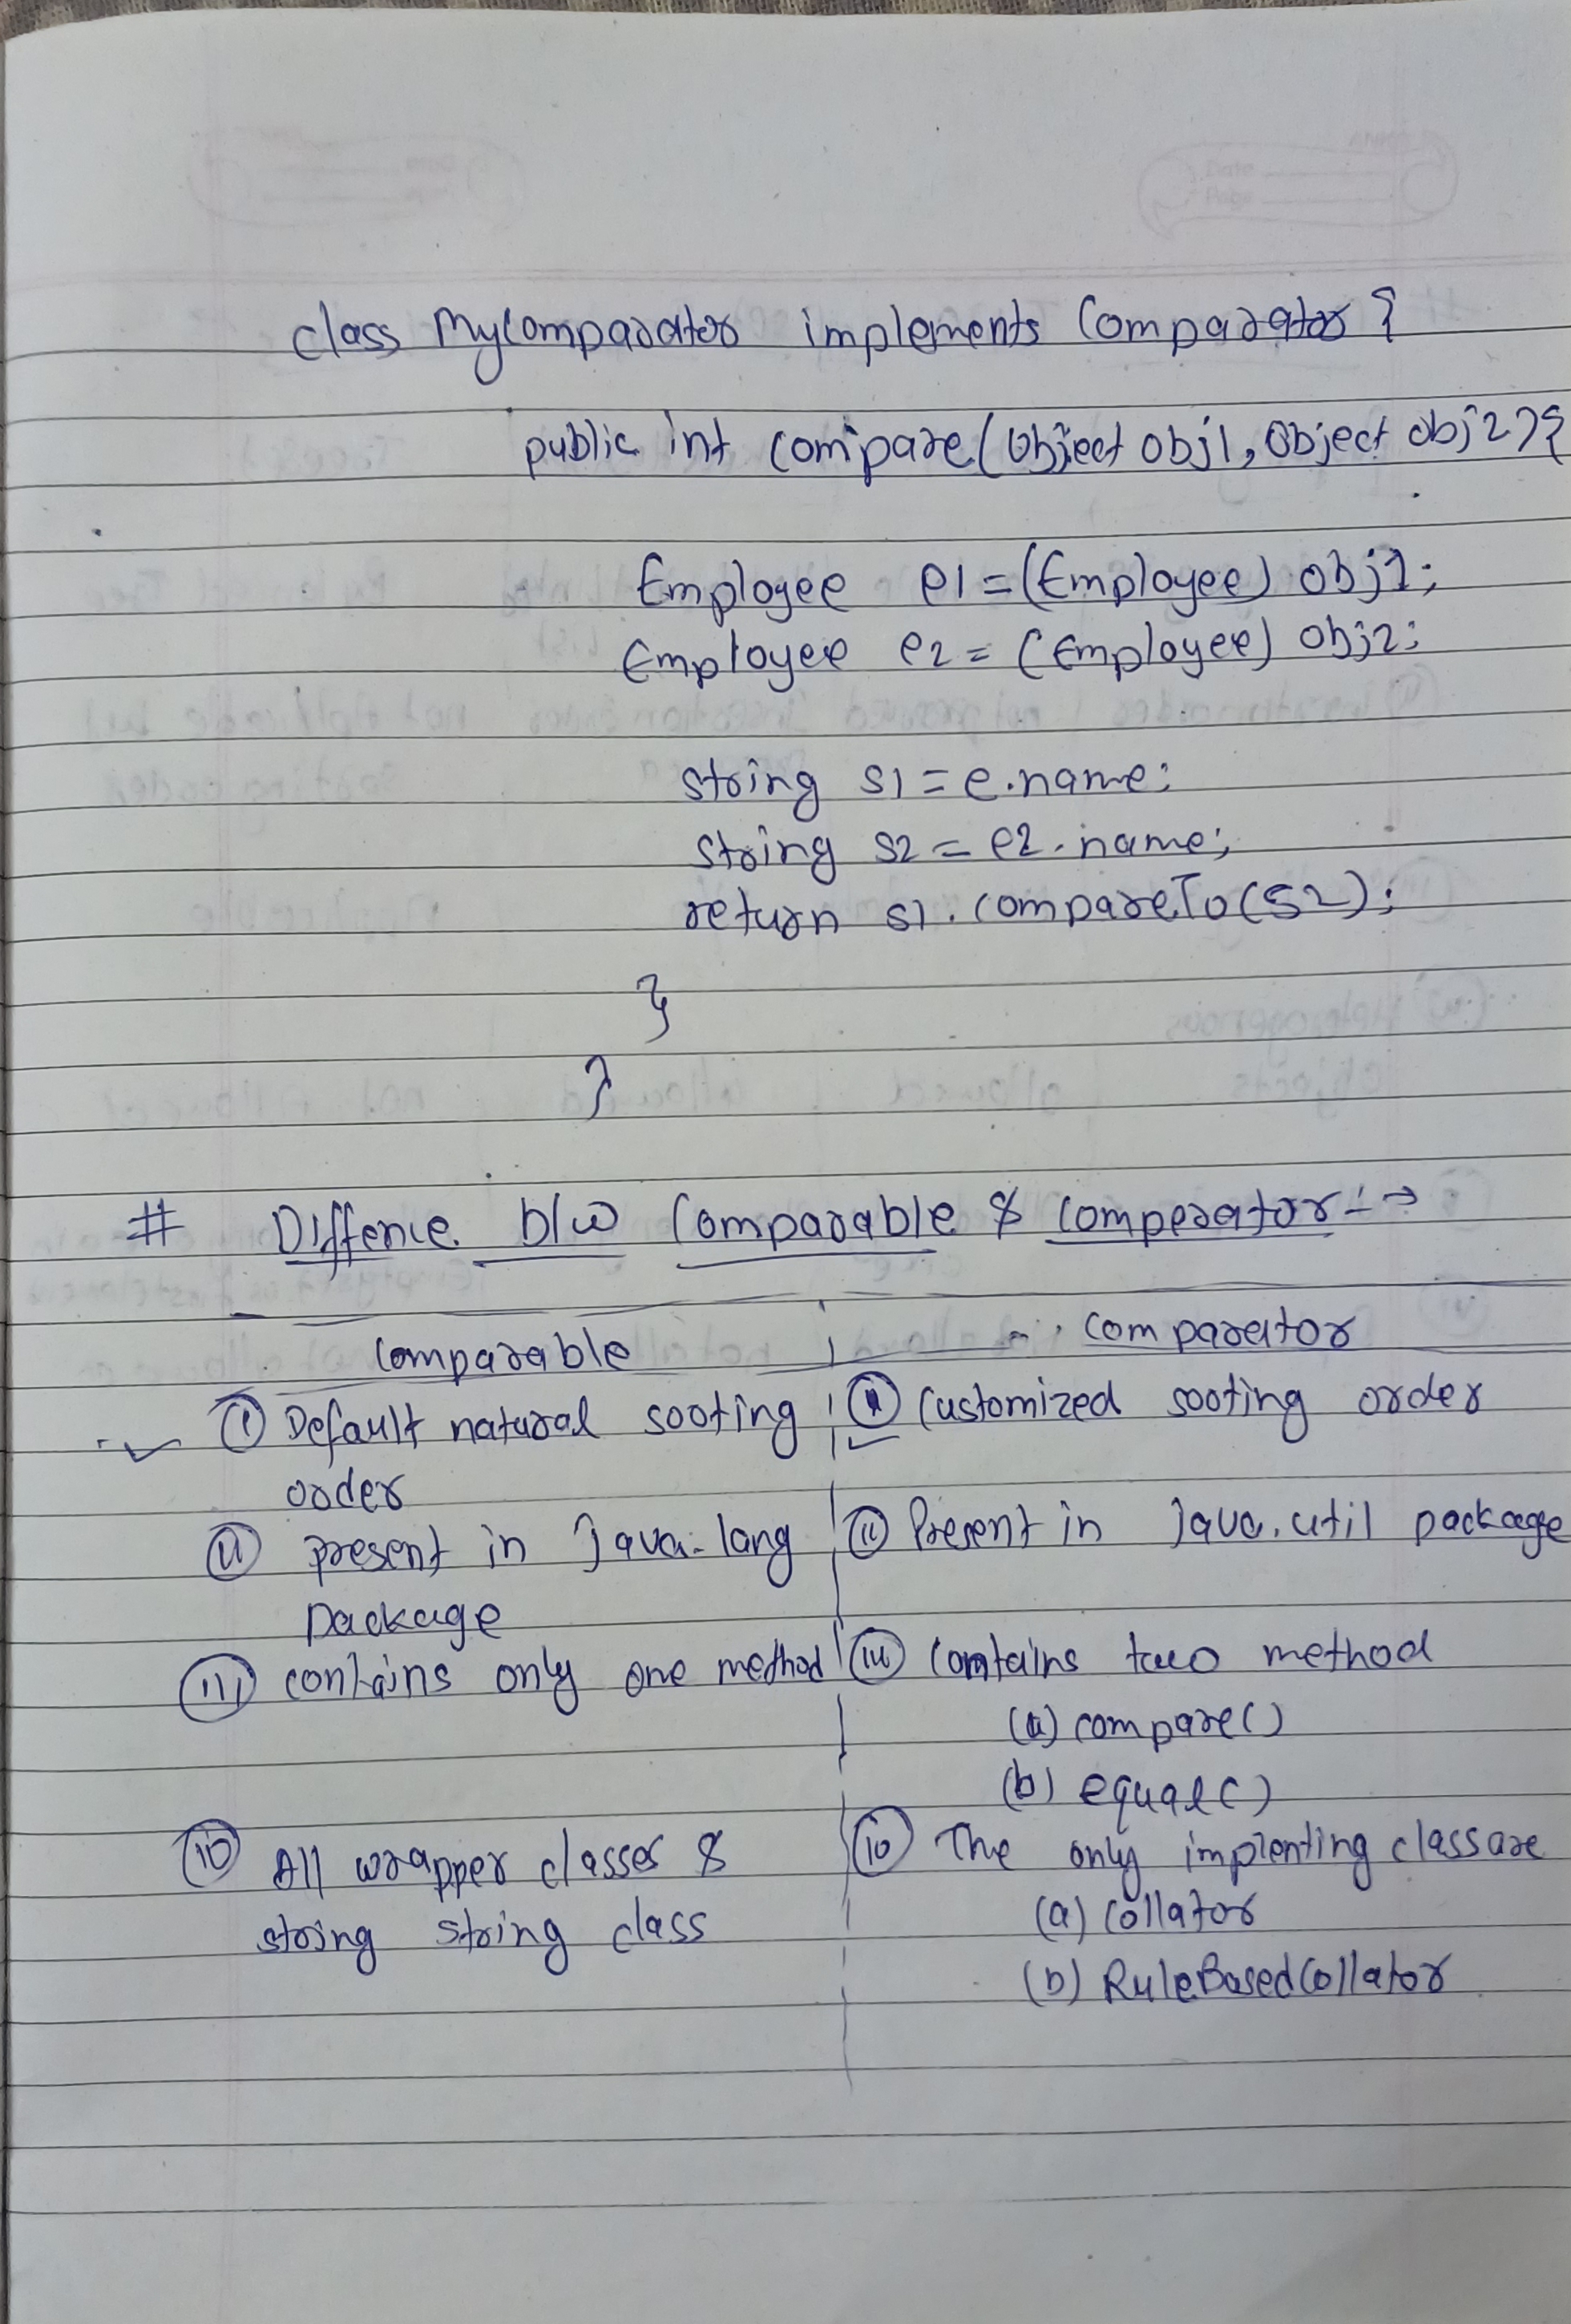 class MyComparator implements Comparator {
public int compare(Object obj1, Object obj2){
Employee e1 = (Employee) obj1;
Employee e2 = (Employee) obj2;
string s1 = e.name;
string s2 = e2.name;
return s1.compareTo(s2);
}
}
# Diffence b/w Comparable & Comperator :- →
Comparable
Comparator
(i) Default natural sorting order
(i) Customized sorting order
(ii) present in Java.lang package
(ii) Present in Java.util package
(iii) contains only one method
(iii) Contains two method
(a) compare()
(b) equal()
(iv) All wrapper classes &
string string class
(iv) The only implenting class are
(a) Collator
(b) RuleBasedCollator